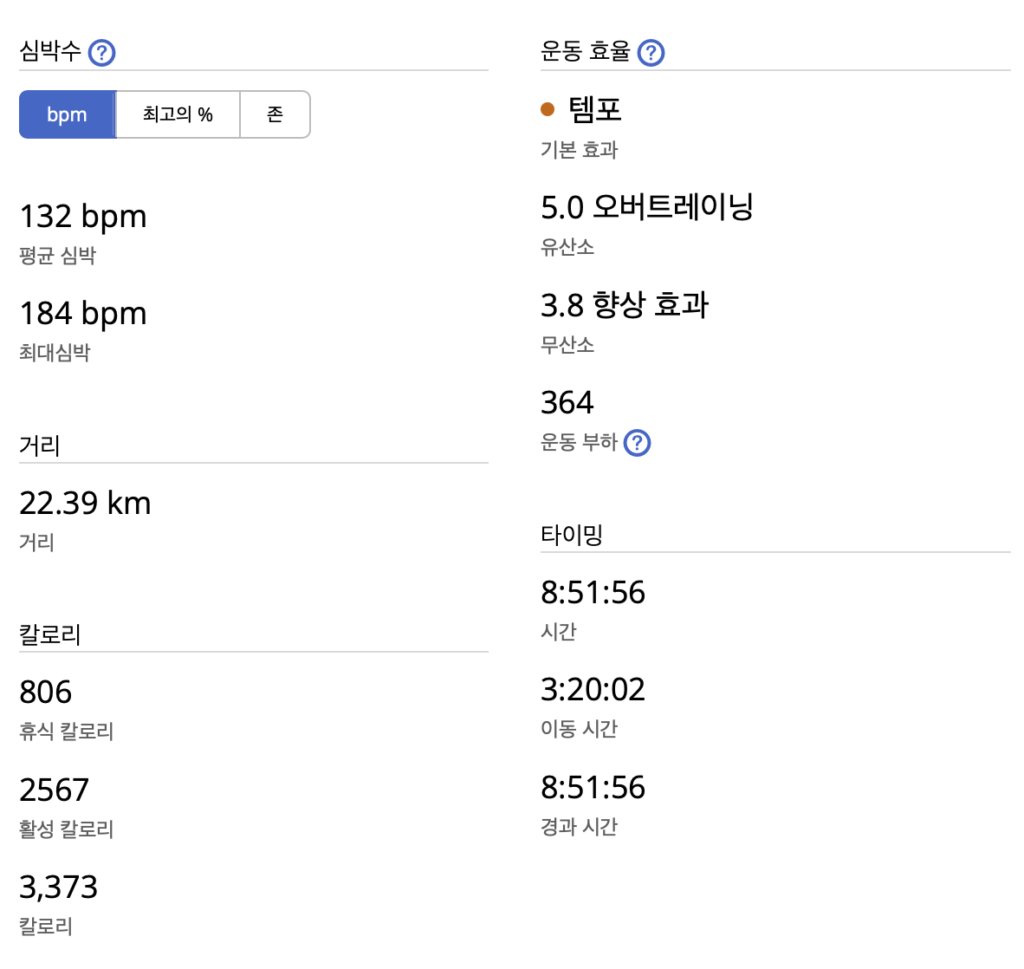 심박수
bpm
최고의 %
존
132 bpm
평균 심박
184 bpm
최대심박
거리
22.39 km
거리
칼로리
806
휴식 칼로리
2567
활성 칼로리
3,373
칼로리
운동 효율
템포
기본 효과
5.0 오버트레이닝
유산소
3.8 향상 효과
무산소
364
운동 부하
타이밍
8:51:56
시간
3:20:02
이동 시간
8:51:56
경과 시간